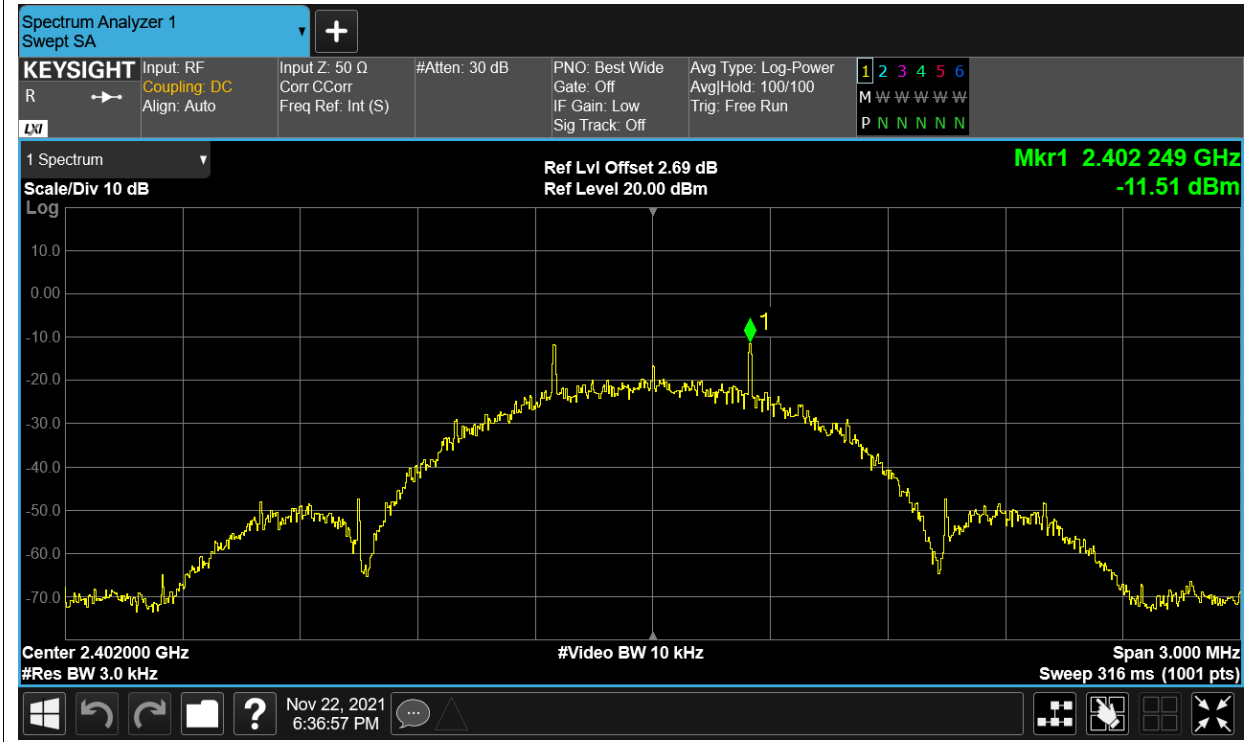 Spectrum Analyzer 1
Swept SA
+
KEYSIGHT
R
LXI
Input: RF
Coupling: DC
Align: Auto
Input Z: 50 Ω
Corr CCorr
Freq Ref: Int (S)
#Atten: 30 dB
PNO: Best Wide
Gate: Off
IF Gain: Low
Sig Track: Off
Avg Type: Log-Power
Avg|Hold: 100/100
Trig: Free Run
1 2 3 4 5 6
M W W W W W
P N N N N N
1 Spectrum
Scale/Div 10 dB
Ref Lvl Offset 2.69 dB
Ref Level 20.00 dBm
Mkr1 2.402 249 GHz
-11.51 dBm
Log
10.0
0.00
-10.0
-20.0
-30.0
-40.0
-50.0
-60.0
-70.0
1
Center 2.402000 GHz
#Video BW 10 kHz
Span 3.000 MHz
#Res BW 3.0 kHz
Sweep 316 ms (1001 pts)
?
Nov 22, 2021
6:36:57 PM